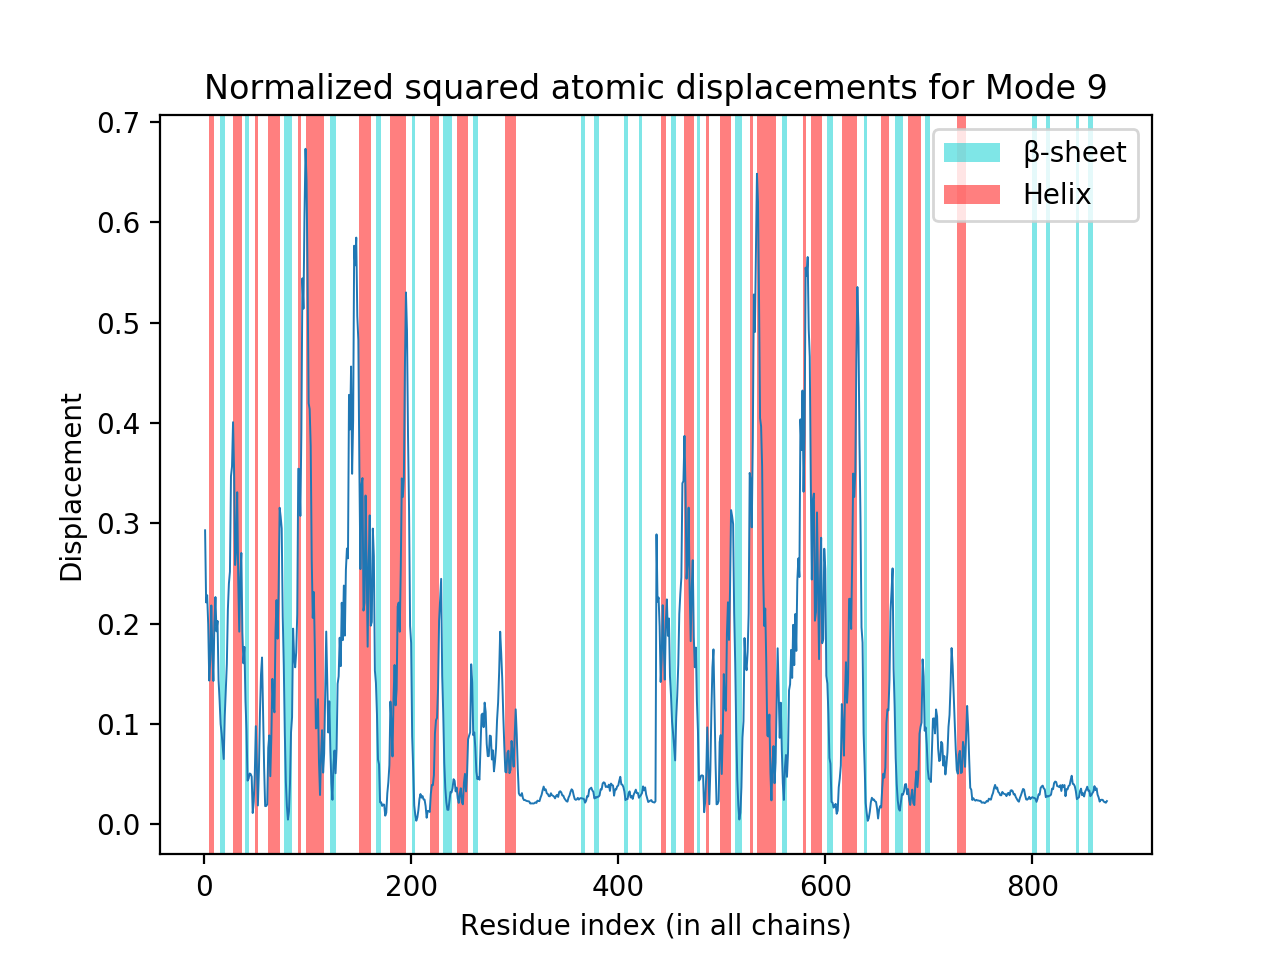 Normalized squared atomic displacements for Mode 9
0.7
0.6
0.5
0.4
0.3
0.2
0.1
0.0
Displacement
β-sheet
Helix
0 200 400 600 800
Residue index (in all chains)